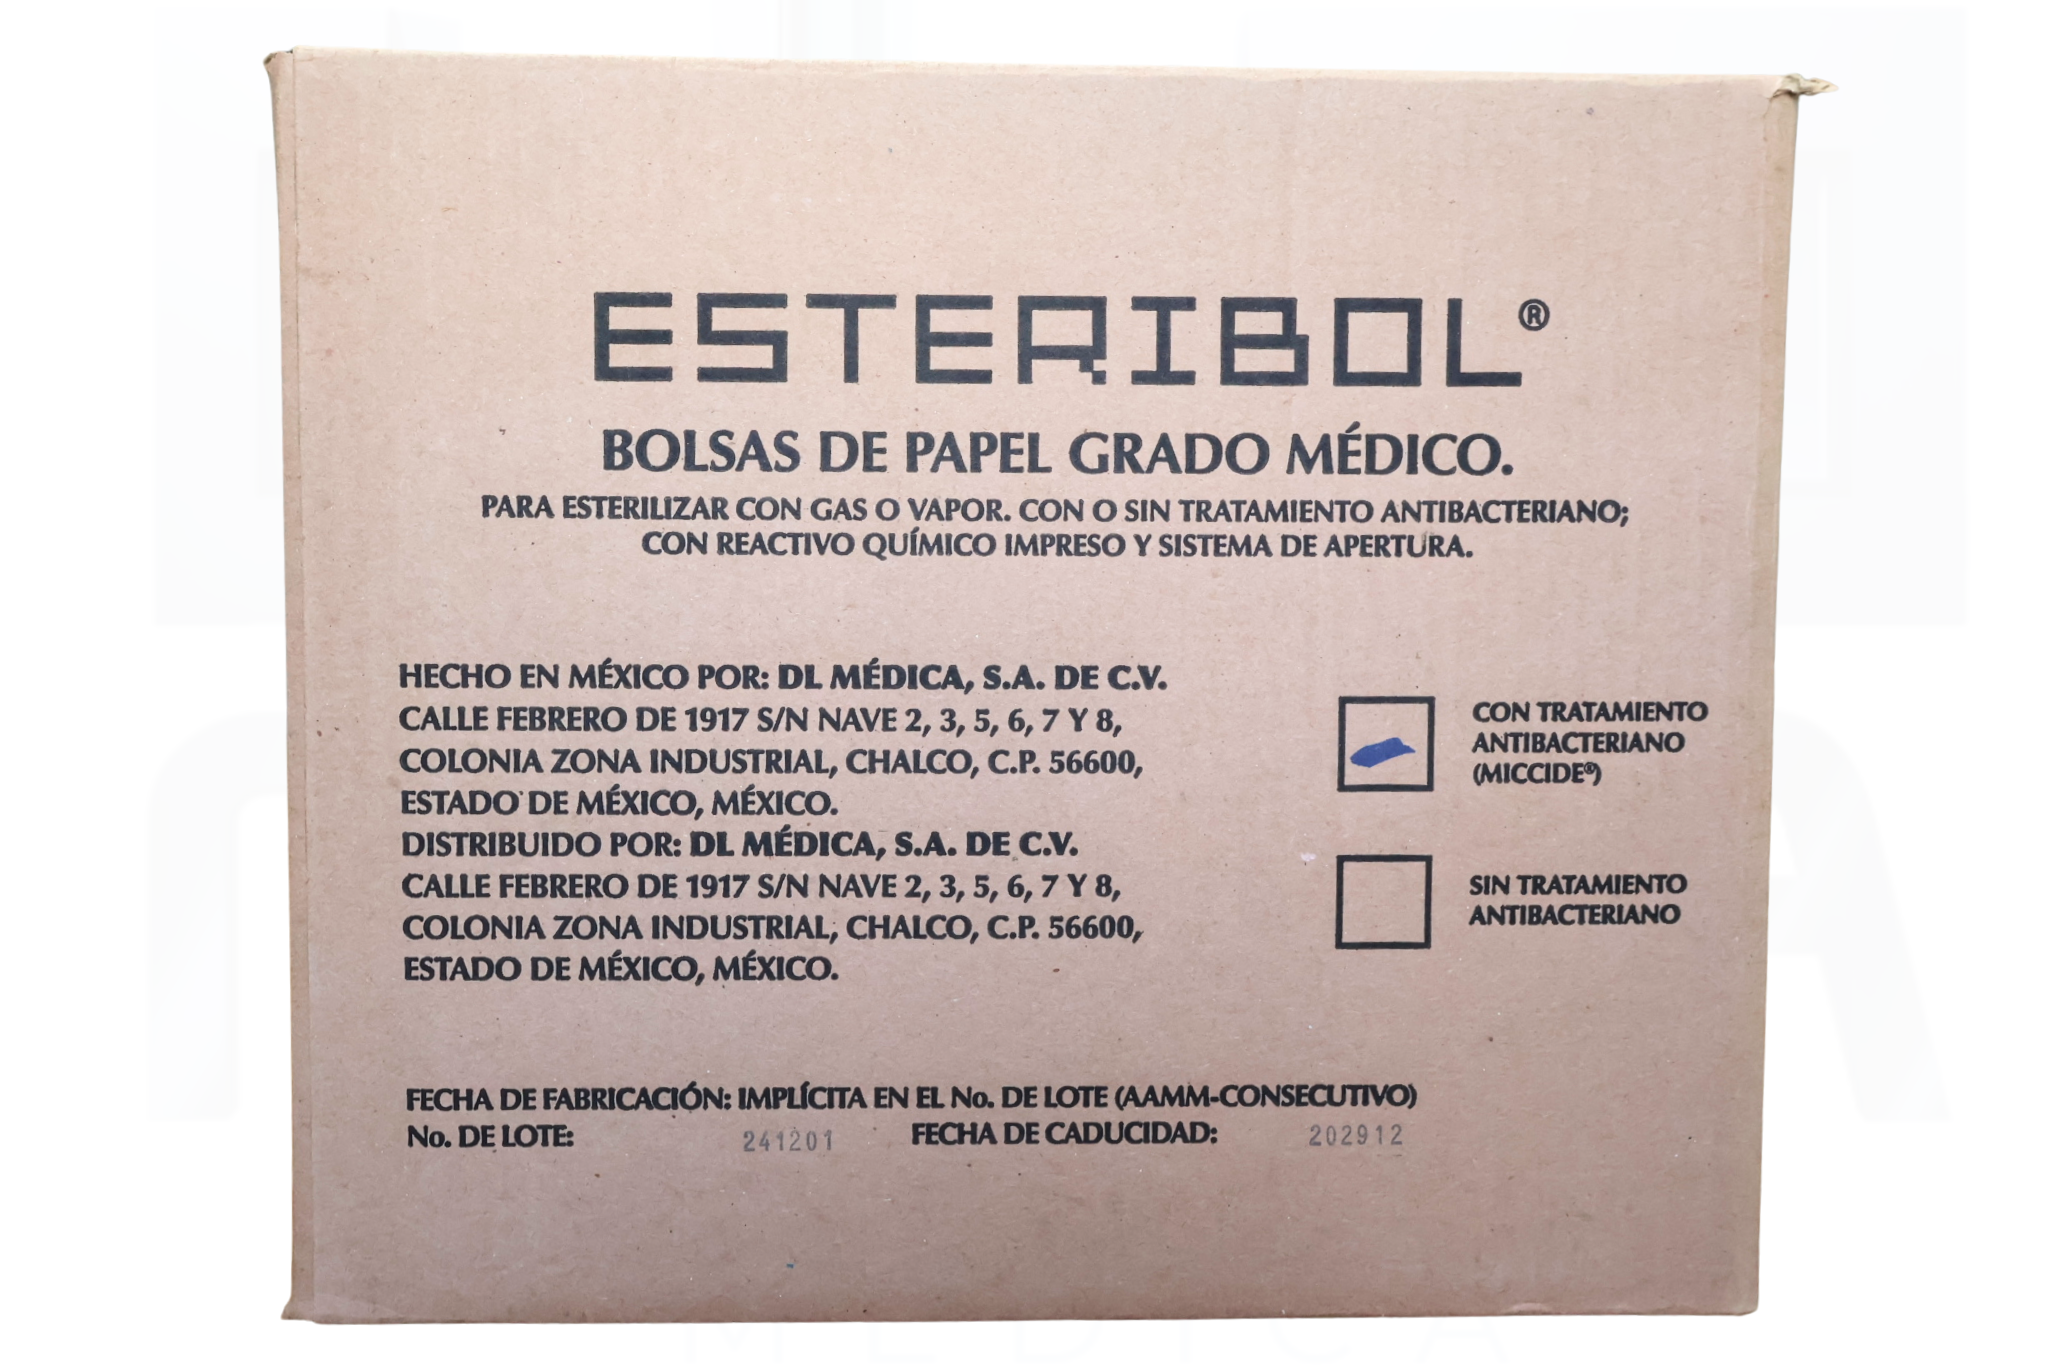 ESTERIBOL®
BOLSAS DE PAPEL GRADO MÉDICO.
PARA ESTERILIZAR CON GAS O VAPOR. CON O SIN TRATAMIENTO ANTIBACTERIANO;
CON REACTIVO QUÍMICO IMPRESO Y SISTEMA DE APERTURA.
HECHO EN MÉXICO POR: DL MÉDICA, S.A. DE C.V.
CALLE FEBRERO DE 1917 S/N NAVE 2, 3, 5, 6, 7 Y 8,
COLONIA ZONA INDUSTRIAL, CHALCO, C.P. 56600,
ESTADO DE MÉXICO, MÉXICO.
DISTRIBUIDO POR: DL MÉDICA, S.A. DE C.V.
CALLE FEBRERO DE 1917 S/N NAVE 2, 3, 5, 6, 7 Y 8,
COLONIA ZONA INDUSTRIAL, CHALCO, C.P. 56600,
ESTADO DE MÉXICO, MÉXICO.
CON TRATAMIENTO
ANTIBACTERIANO
(MICCIDE®)
SIN TRATAMIENTO
ANTIBACTERIANO
FECHA DE FABRICACIÓN: IMPLÍCITA EN EL No. DE LOTE (AAMM-CONSECUTIVO)
No. DE LOTE: 241201 FECHA DE CADUCIDAD: 202912
MEDICA